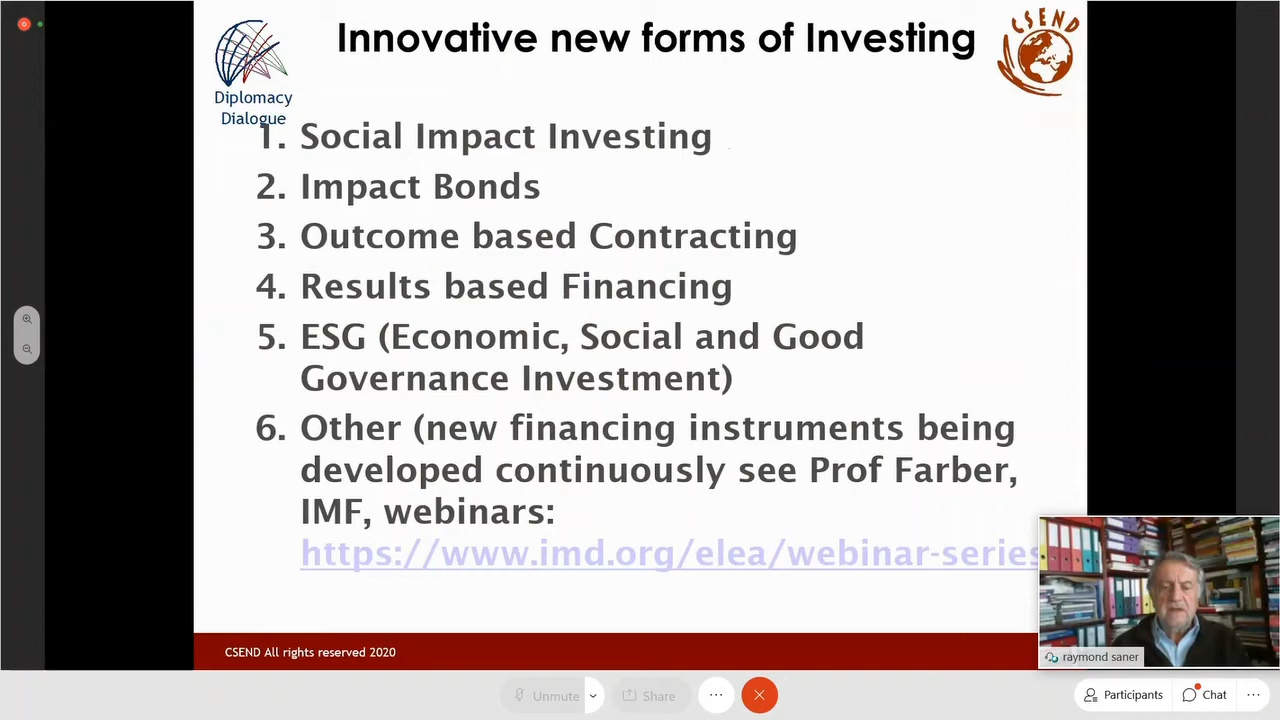 Innovative new forms of Investing
CSEND
Diplomacy
Dialogue
1. Social Impact Investing
2. Impact Bonds
3. Outcome based Contracting
4. Results based Financing
5. ESG (Economic, Social and Good
Governance Investment)
6. Other (new financing instruments being
developed continuously see Prof Farber,
IMF, webinars:
https://www.imd.org/elea/webinar-series
CSEND All rights reserved 2020
raymond saner
Unmute
Share
Participants
Chat